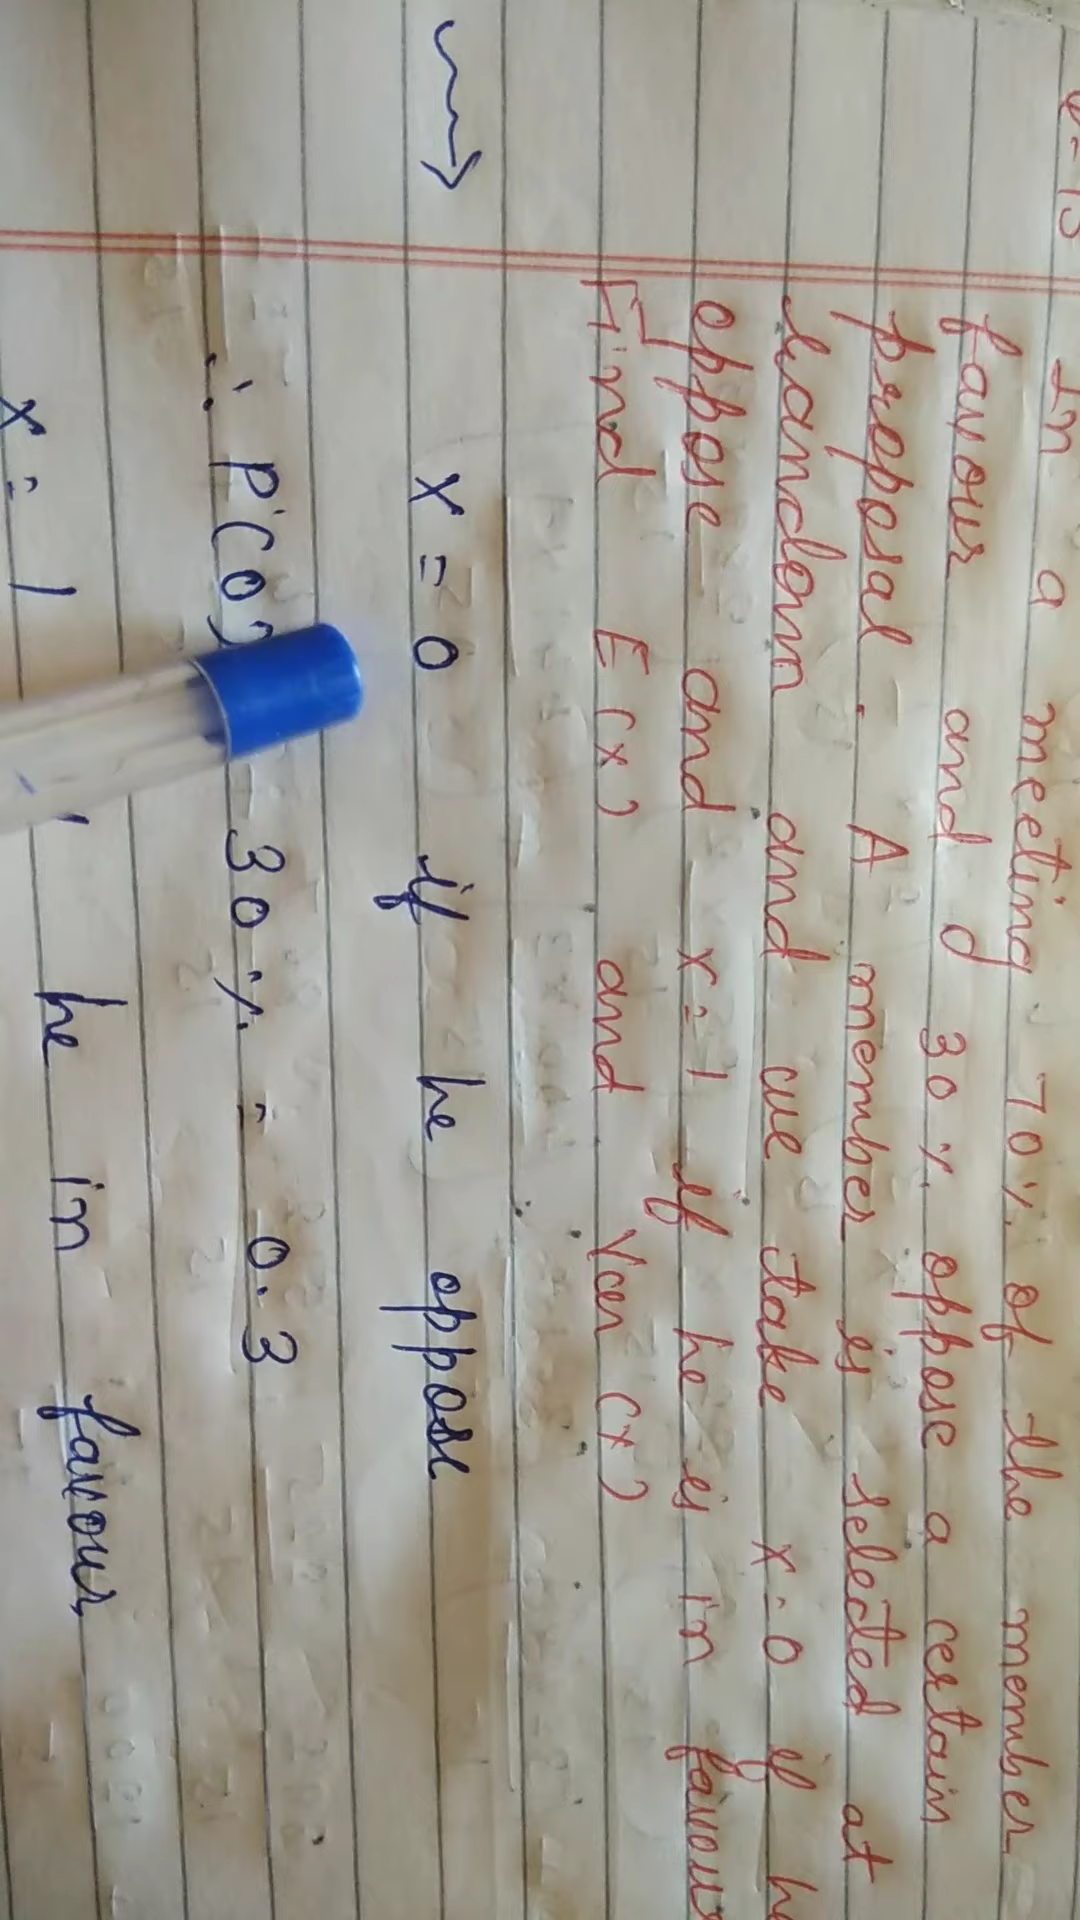 In a meeting 70% of the member
favour and 30% oppose a certain
proposal. A member is selected at
random and we take x=0 if he
oppose and x=1 if he is in favour
Find E(x) and Var (x)
→ x = 0 if he oppose
∴ P(0) 30% = 0.3
x = 1 he in favour